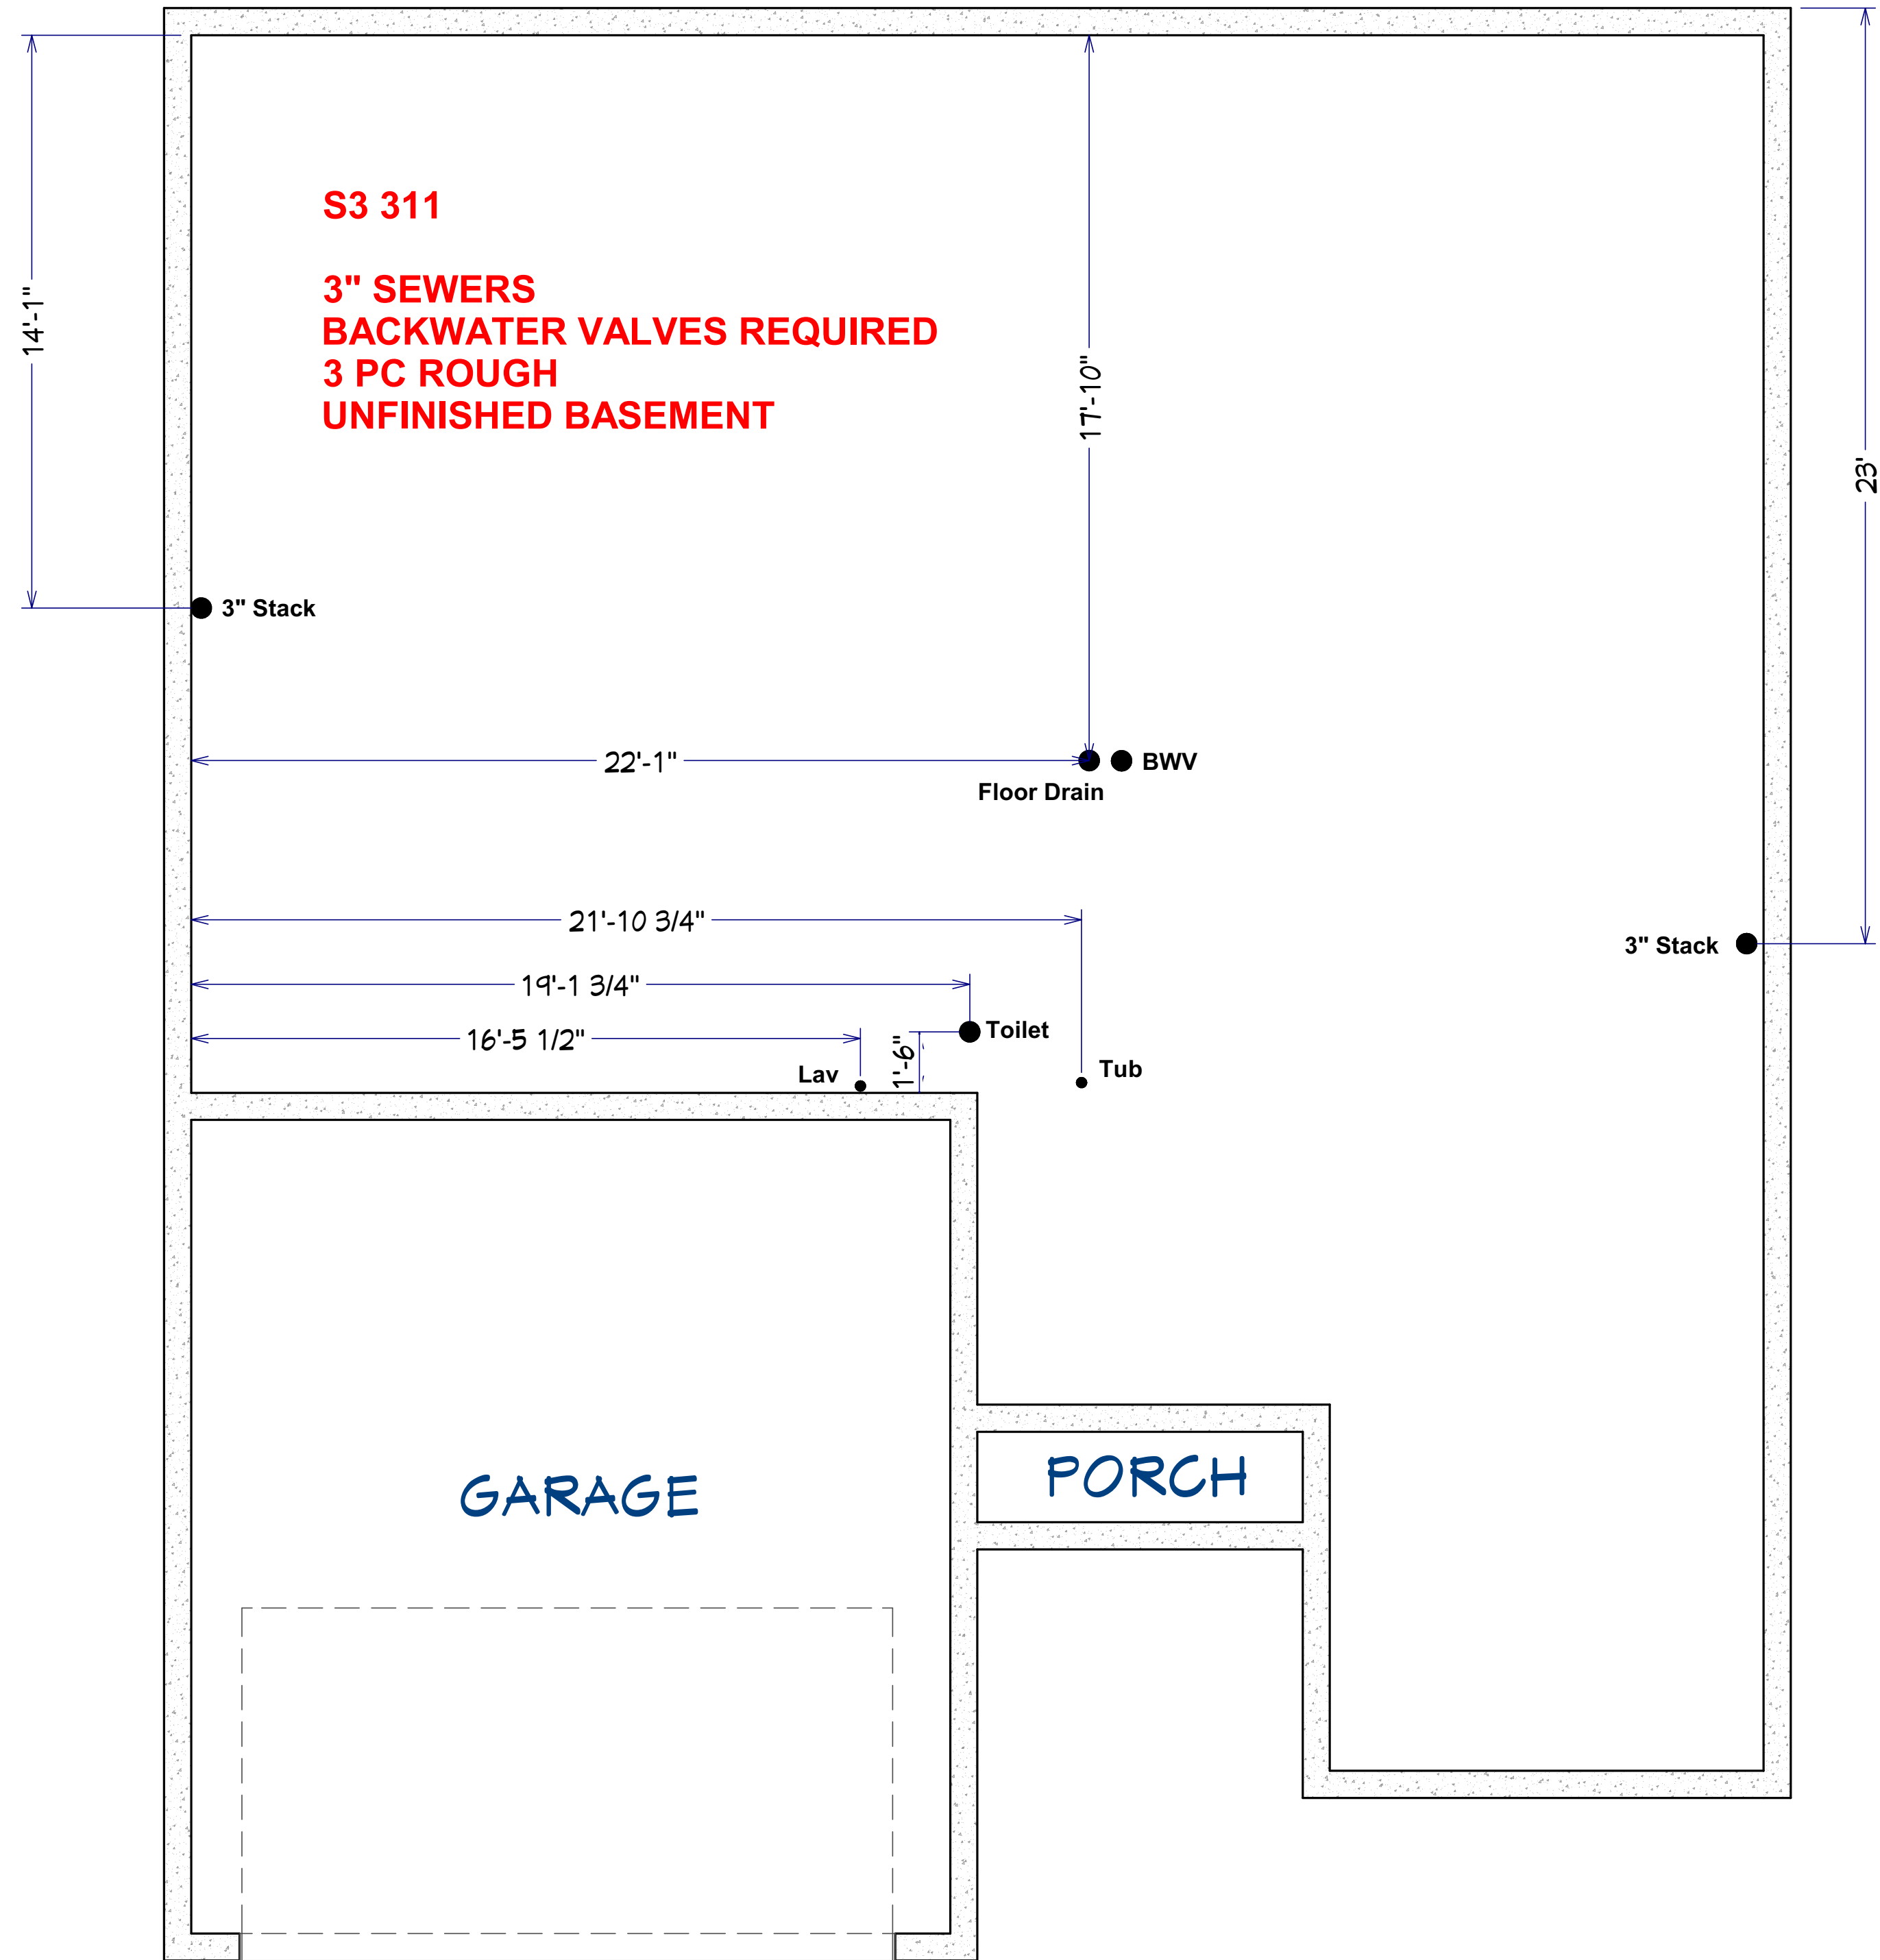 S3 311
3" SEWERS
BACKWATER VALVES REQUIRED
3 PC ROUGH
UNFINISHED BASEMENT
14'-1"
17'-10"
23'
3" Stack
22'-1"
BWV
Floor Drain
21'-10 3/4"
3" Stack
19'-1 3/4"
Toilet
16'-5 1/2"
1'-6"
Lav
Tub
GARAGE
PORCH